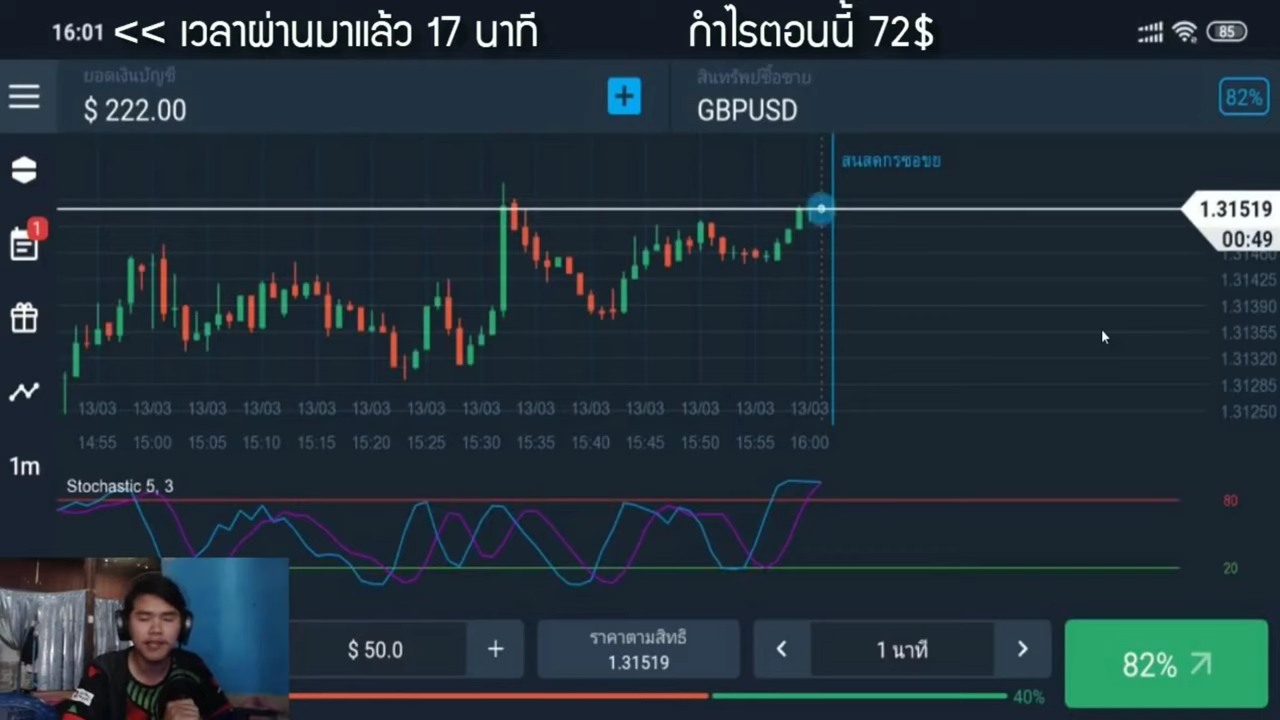 16:01 << เวลาผ่านมาแล้ว 17 นาที กำไรตอนนี้ 72$ 85
ยอดเงินบัญชี
$ 222.00
+
สินทรัพย์ซื้อขาย
GBPUSD
82%
สนสดกรซอขย
1.31519
00:49
1.31460
1.31425
1.31390
1.31355
1.31320
1.31285
1.31250
1
1m
13/03 13/03 13/03 13/03 13/03 13/03 13/03 13/03 13/03 13/03 13/03 13/03 13/03 13/03
14:55 15:00 15:05 15:10 15:15 15:20 15:25 15:30 15:35 15:40 15:45 15:50 15:55 16:00
Stochastic 5, 3
80
20
$ 50.0 +
ราคาตามสิทธิ
1.31519
< 1 นาที >
82%
40%